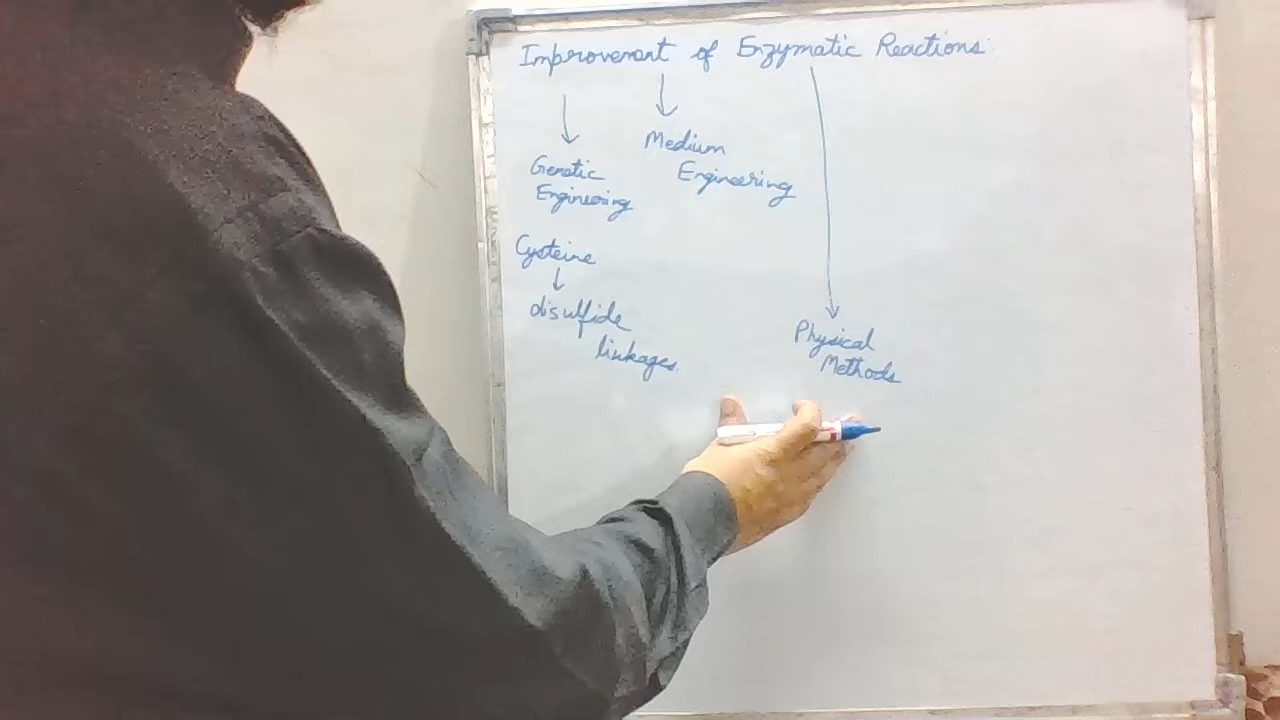 Improvement of Enzymatic Reactions
Medium
Engineering
Genetic
Engineering
Cysteine
disulfide
linkages.
Physical
Methods